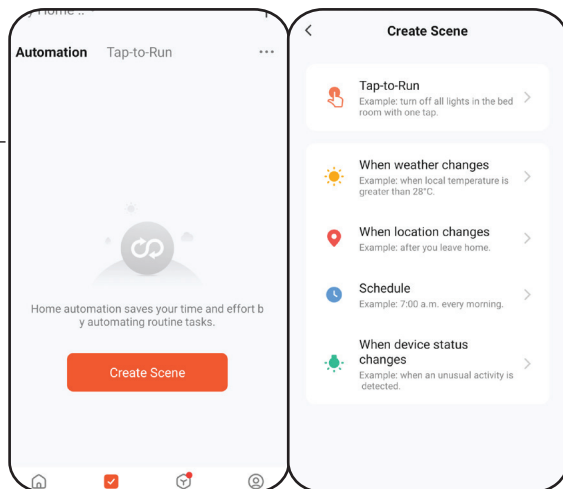 y Home ..
Automation Tap-to-Run ...
Home automation saves your time and effort b
y automating routine tasks.
Create Scene
Create Scene
Tap-to-Run
Example: turn off all lights in the bed
room with one tap.
When weather changes
Example: when local temperature is
greater than 28°C.
When location changes
Example: after you leave home.
Schedule
Example: 7:00 a.m. every morning.
When device status
changes
Example: when an unusual activity is
detected.